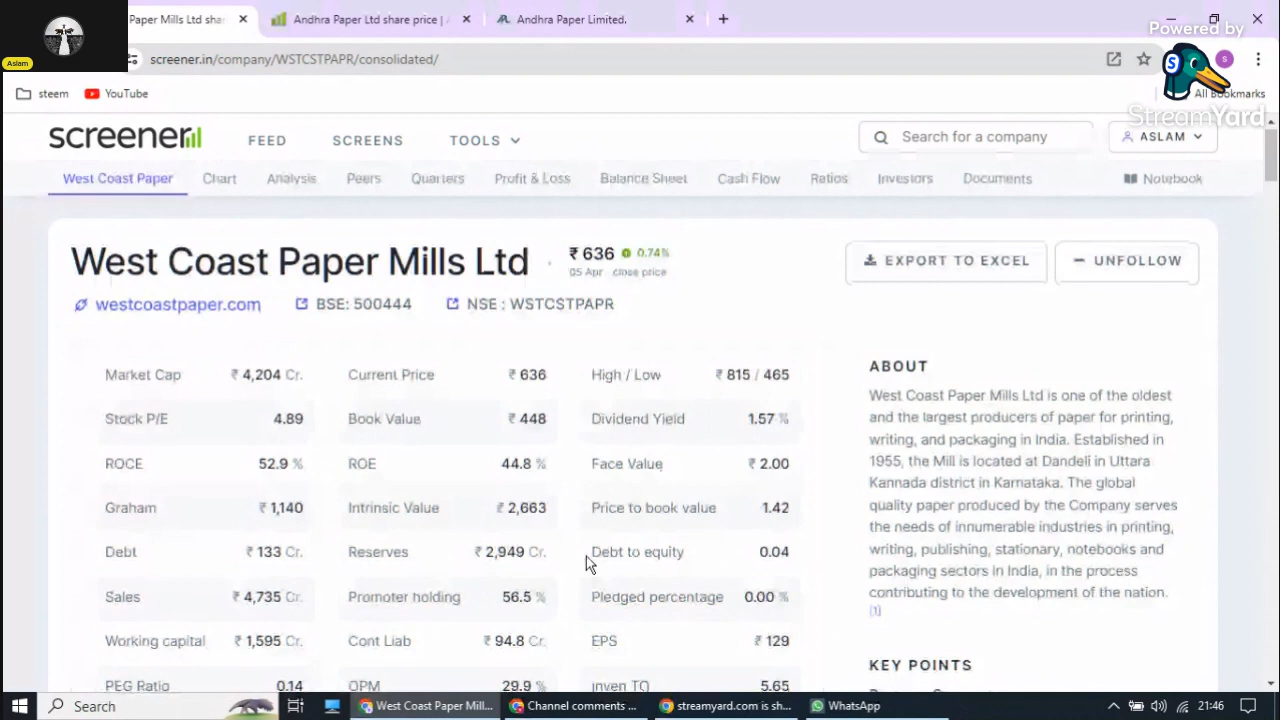 Paper Mills Ltd shar
Andhra Paper Ltd share price |
Andhra Paper Limited.
Powered by
StreamYard
Aslam
screener.in/company/WSTCSTPAPR/consolidated/
S
steem
YouTube
All Bookmarks
screener
FEED
SCREENS
TOOLS
Search for a company
ASLAM
West Coast Paper
Chart
Analysis
Peers
Quarters
Profit & Loss
Balance Sheet
Cash Flow
Ratios
Investors
Documents
Notebook
West Coast Paper Mills Ltd
₹ 636 0.74%
05 Apr close price
EXPORT TO EXCEL
UNFOLLOW
westcoastpaper.com
BSE: 500444
NSE : WSTCSTPAPR
Market Cap ₹ 4,204 Cr.
Current Price ₹ 636
High / Low ₹ 815 / 465
Stock P/E 4.89
Book Value ₹ 448
Dividend Yield 1.57 %
ROCE 52.9 %
ROE 44.8 %
Face Value ₹ 2.00
Graham ₹ 1,140
Intrinsic Value ₹ 2,663
Price to book value 1.42
Debt ₹ 133 Cr.
Reserves ₹ 2,949 Cr.
Debt to equity 0.04
Sales ₹ 4,735 Cr.
Promoter holding 56.5 %
Pledged percentage 0.00 %
Working capital ₹ 1,595 Cr.
Cont Liab ₹ 94.8 Cr.
EPS ₹ 129
PEG Ratio 0.14
OPM 29.9 %
inven TO 5.65
ABOUT
West Coast Paper Mills Ltd is one of the oldest
and the largest producers of paper for printing,
writing, and packaging in India. Established in
1955, the Mill is located at Dandeli in Uttara
Kannada district in Karnataka. The global
quality paper produced by the Company serves
the needs of innumerable industries in printing,
writing, publishing, stationary, notebooks and
packaging sectors in India, in the process
contributing to the development of the nation.
[1]
KEY POINTS
Search
West Coast Paper Mill...
Channel comments ...
streamyard.com is sh...
WhatsApp
21:46